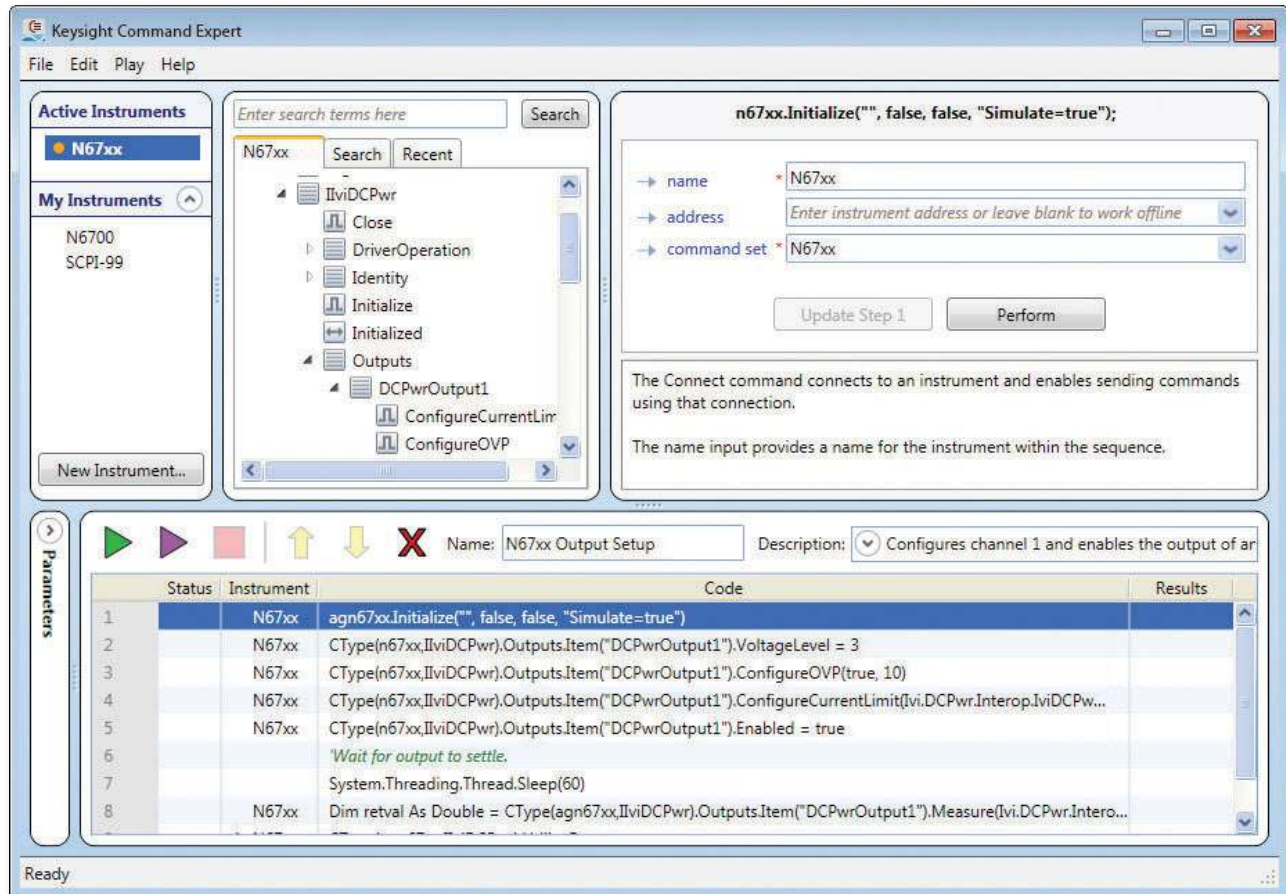 Keysight Command Expert
File Edit Play Help
Active Instruments
N67xx
My Instruments
N6700
SCPI-99
New Instrument...
Enter search terms here
Search
N67xx Search Recent
IIviDCPwr
Close
DriverOperation
Identity
Initialize
Initialized
Outputs
DCPwrOutput1
ConfigureCurrentLim
ConfigureOVP
n67xx.Initialize("", false, false, "Simulate=true");
name * N67xx
address Enter instrument address or leave blank to work offline
command set * N67xx
Update Step 1 Perform
The Connect command connects to an instrument and enables sending commands
using that connection.
The name input provides a name for the instrument within the sequence.
Parameters
Name: N67xx Output Setup Description: Configures channel 1 and enables the output of ar
Status Instrument Code Results
1 N67xx agn67xx.Initialize("", false, false, "Simulate=true")
2 N67xx CType(n67xx,IIviDCPwr).Outputs.Item("DCPwrOutput1").VoltageLevel = 3
3 N67xx CType(n67xx,IIviDCPwr).Outputs.Item("DCPwrOutput1").ConfigureOVP(true, 10)
4 N67xx CType(n67xx,IIviDCPwr).Outputs.Item("DCPwrOutput1").ConfigureCurrentLimit(Ivi.DCPwr.Interop.IviDCPw...
5 N67xx CType(n67xx,IIviDCPwr).Outputs.Item("DCPwrOutput1").Enabled = true
6 'Wait for output to settle.
7 System.Threading.Thread.Sleep(60)
8 N67xx Dim retval As Double = CType(agn67xx,IIviDCPwr).Outputs.Item("DCPwrOutput1").Measure(Ivi.DCPwr.Intero...
Ready